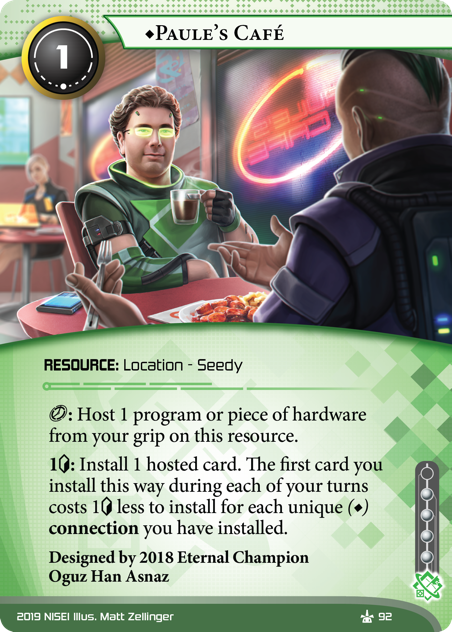 1
♦PAULE'S CAFÉ
RESOURCE: Location - Seedy
: Host 1 program or piece of hardware
from your grip on this resource.
1: Install 1 hosted card. The first card you
install this way during each of your turns
costs 1 less to install for each unique (♦)
connection you have installed.
Designed by 2018 Eternal Champion
Oguz Han Asnaz
2019 NISEI Illus. Matt Zellinger
92